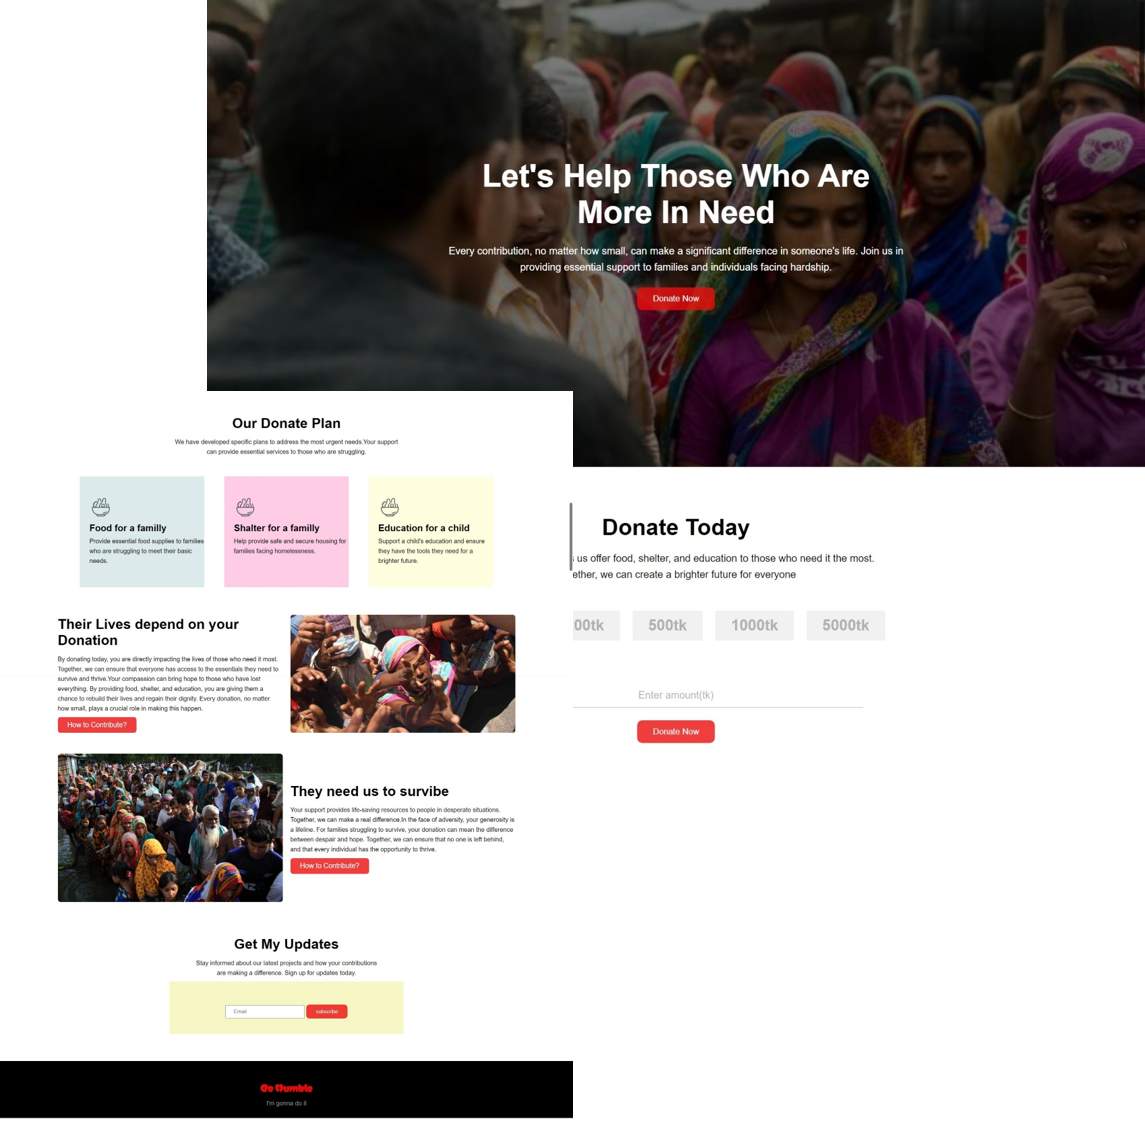 Let's Help Those Who Are
More In Need
Every contribution, no matter how small, can make a significant difference in someone's life. Join us in
providing essential support to families and individuals facing hardship.
Donate Now
Our Donate Plan
We have developed specific plans to address the most urgent needs.Your support
can provide essential services to those who are struggling.
Food for a familly
Provide essential food supplies to families
who are struggling to meet their basic
needs.
Shalter for a familly
Help provide safe and secure housing for
families facing homelessness.
Education for a child
Support a child's education and ensure
they have the tools they need for a
brighter future.
Their Lives depend on your
Donation
By donating today, you are directly impacting the lives of those who need it most.
Together, we can ensure that everyone has access to the essentials they need to
survive and thrive.Your compassion can bring hope to those who have lost
everything. By providing food, shelter, and education, you are giving them a
chance to rebuild their lives and regain their dignity. Every donation, no matter
how small, plays a crucial role in making this happen.
How to Contribute?
They need us to survibe
Your support provides life-saving resources to people in desperate situations.
Together, we can make a real difference.In the face of adversity, your generosity is
a lifeline. For families struggling to survive, your donation can mean the difference
between despair and hope. Together, we can ensure that no one is left behind,
and that every individual has the opportunity to thrive.
How to Contribute?
Get My Updates
Stay informed about our latest projects and how your contributions
are making a difference. Sign up for updates today.
Email
subscribe
Go Humble
I'm gonna do it
Donate Today
us offer food, shelter, and education to those who need it the most.
ether, we can create a brighter future for everyone
00tk
500tk
1000tk
5000tk
Enter amount(tk)
Donate Now